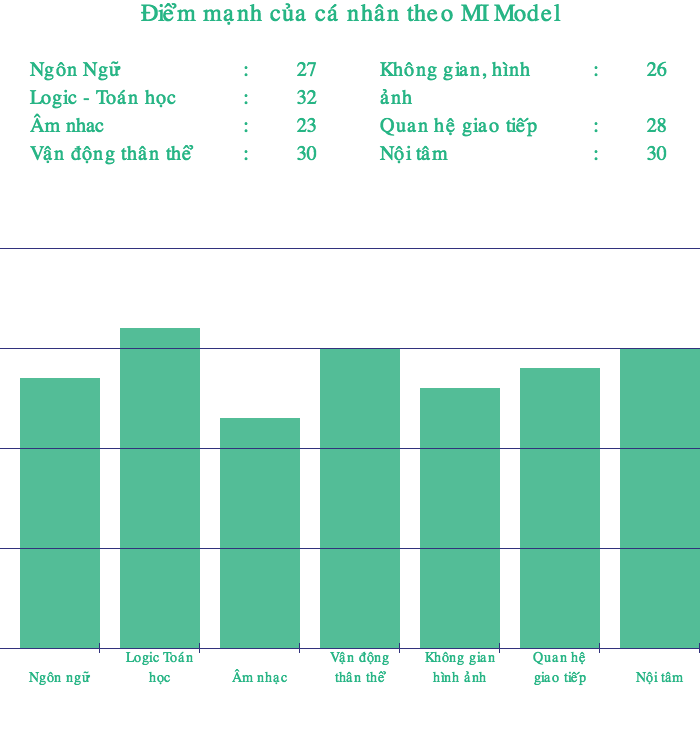 Điểm mạnh của cá nhân theo MI Model
Ngôn Ngữ : 27
Logic - Toán học : 32
Âm nhac : 23
Vận động thân thể : 30
Không gian, hình : 26
ảnh
Quan hệ giao tiếp : 28
Nội tâm : 30
Ngôn ngữ
Logic Toán
học
Âm nhạc
Vận động
thân thể
Không gian
hình ảnh
Quan hệ
giao tiếp
Nội tâm